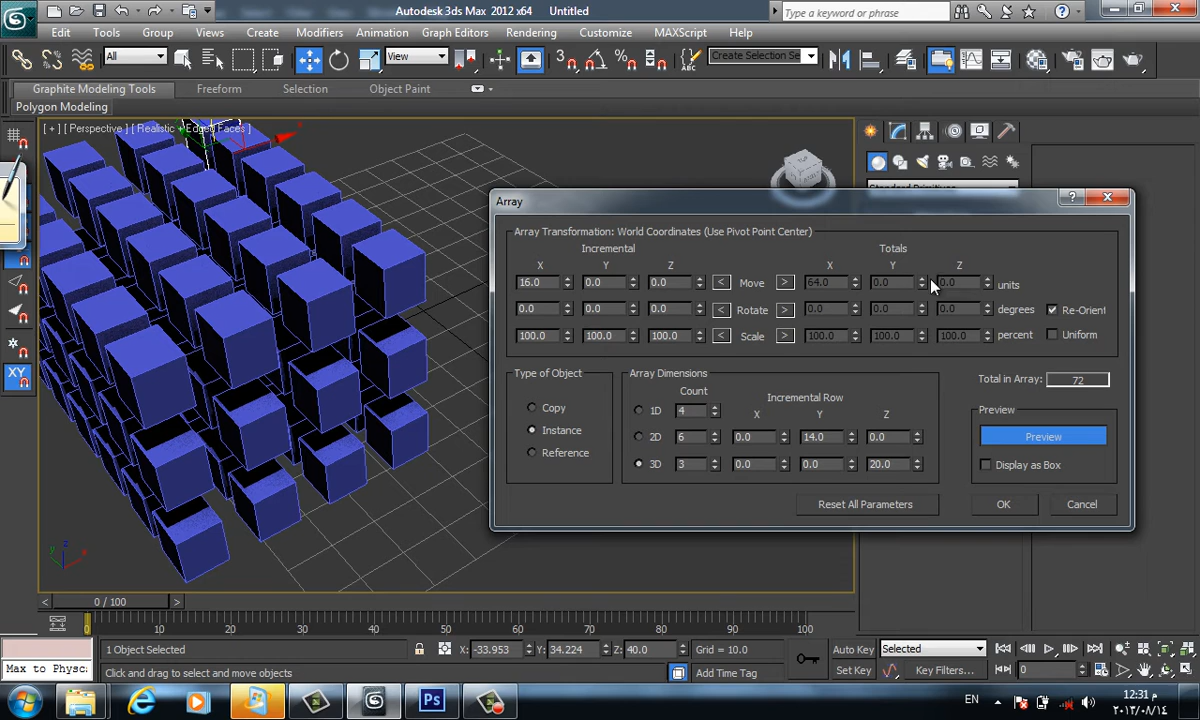 Autodesk 3ds Max 2012 x64 Untitled
Type a keyword or phrase
Edit Tools Group Views Create Modifiers Animation Graph Editors Rendering Customize MAXScript Help
All View Create Selection Se
Graphite Modeling Tools Freeform Selection Object Paint
Polygon Modeling
[ + ] [ Perspective ] [ Realistic + Edged Faces ]
Standard Primitives
Array
Array Transformation: World Coordinates (Use Pivot Point Center)
Incremental Totals
X Y Z X Y Z
16.0 0.0 0.0 < Move > 64.0 0.0 0.0 units
0.0 0.0 0.0 < Rotate > 0.0 0.0 0.0 degrees Re-Orient
100.0 100.0 100.0 < Scale > 100.0 100.0 100.0 percent Uniform
Type of Object Array Dimensions Total in Array: 72
Count Incremental Row
X Y Z
Copy 1D 4 Preview
Instance 2D 6 0.0 14.0 0.0 Preview
Reference 3D 3 0.0 0.0 20.0 Display as Box
Reset All Parameters OK Cancel
< 0 / 100 >
0 10 20 30 40 50 60 70 80 90 100
1 Object Selected X: -33.953 Y: 34.224 Z: 40.0 Grid = 10.0 Auto Key Selected
Max to Physc Click and drag to select and move objects Add Time Tag Set Key Key Filters... 0
Ps EN 12:31 م
٢٠١٣/٠٨/١٤